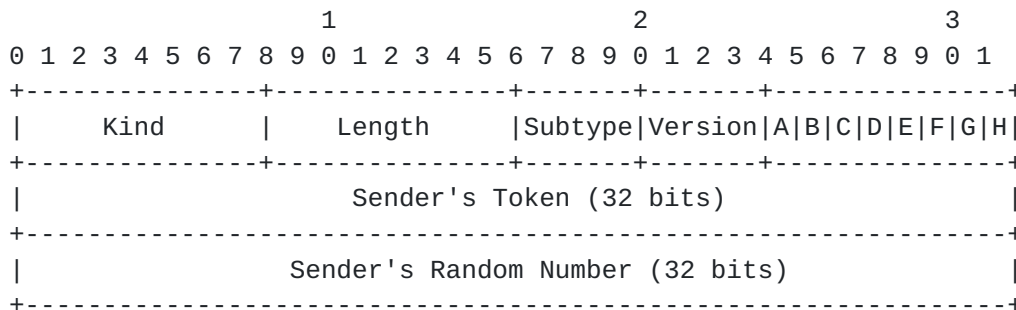 1                   2                   3
0 1 2 3 4 5 6 7 8 9 0 1 2 3 4 5 6 7 8 9 0 1 2 3 4 5 6 7 8 9 0 1
+---------------+---------------+-------+-------+---------------+
|     Kind      |    Length     |Subtype|Version|A|B|C|D|E|F|G|H|
+---------------+---------------+-------+-------+---------------+
|                     Sender's Token (32 bits)                  |
+---------------------------------------------------------------+
|                 Sender's Random Number (32 bits)              |
+---------------------------------------------------------------+